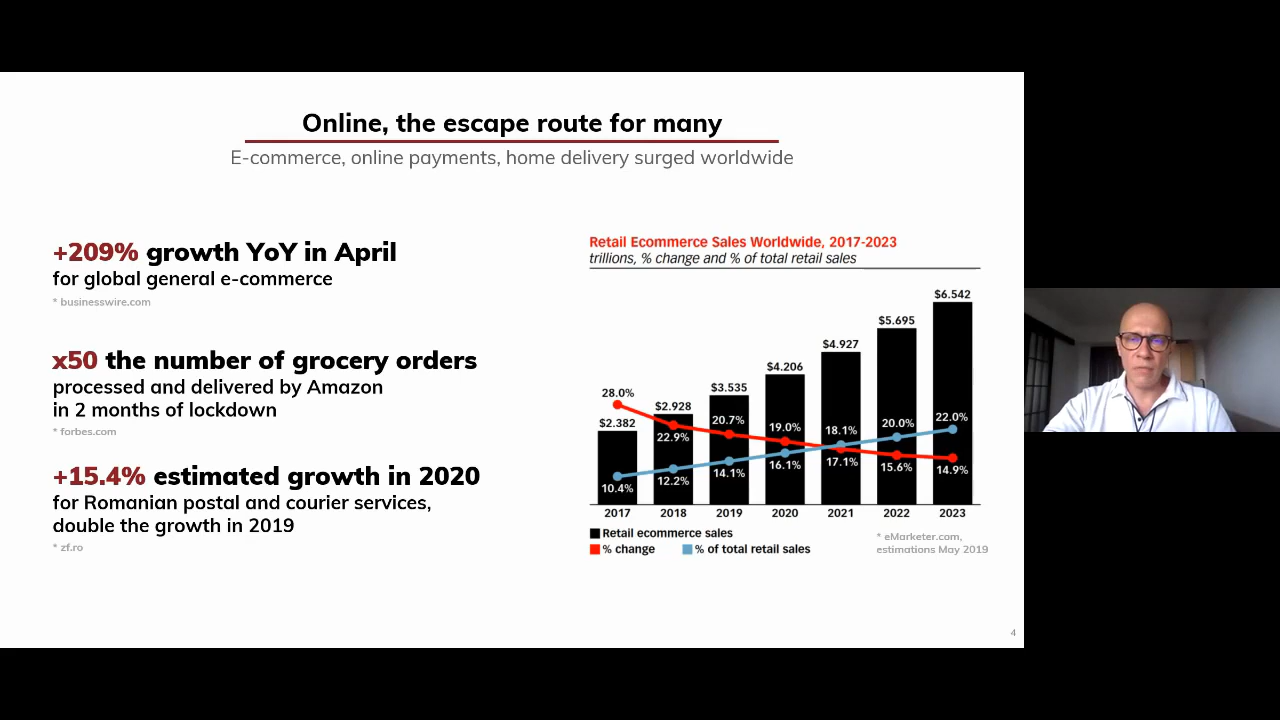 Online, the escape route for many
E-commerce, online payments, home delivery surged worldwide
+209% growth YoY in April
for global general e-commerce
* businesswire.com
x50 the number of grocery orders
processed and delivered by Amazon
in 2 months of lockdown
* forbes.com
+15.4% estimated growth in 2020
for Romanian postal and courier services,
double the growth in 2019
* zf.ro
Retail Ecommerce Sales Worldwide, 2017-2023
trillions, % change and % of total retail sales
$2.382 $2.928 $3.535 $4.206 $4.927 $5.695 $6.542
28.0% 22.9% 20.7% 19.0% 17.1% 15.6% 14.9%
10.4% 12.2% 14.1% 16.1% 18.1% 20.0% 22.0%
2017 2018 2019 2020 2021 2022 2023
Retail ecommerce sales
% change % of total retail sales
* eMarketer.com,
estimations May 2019
4